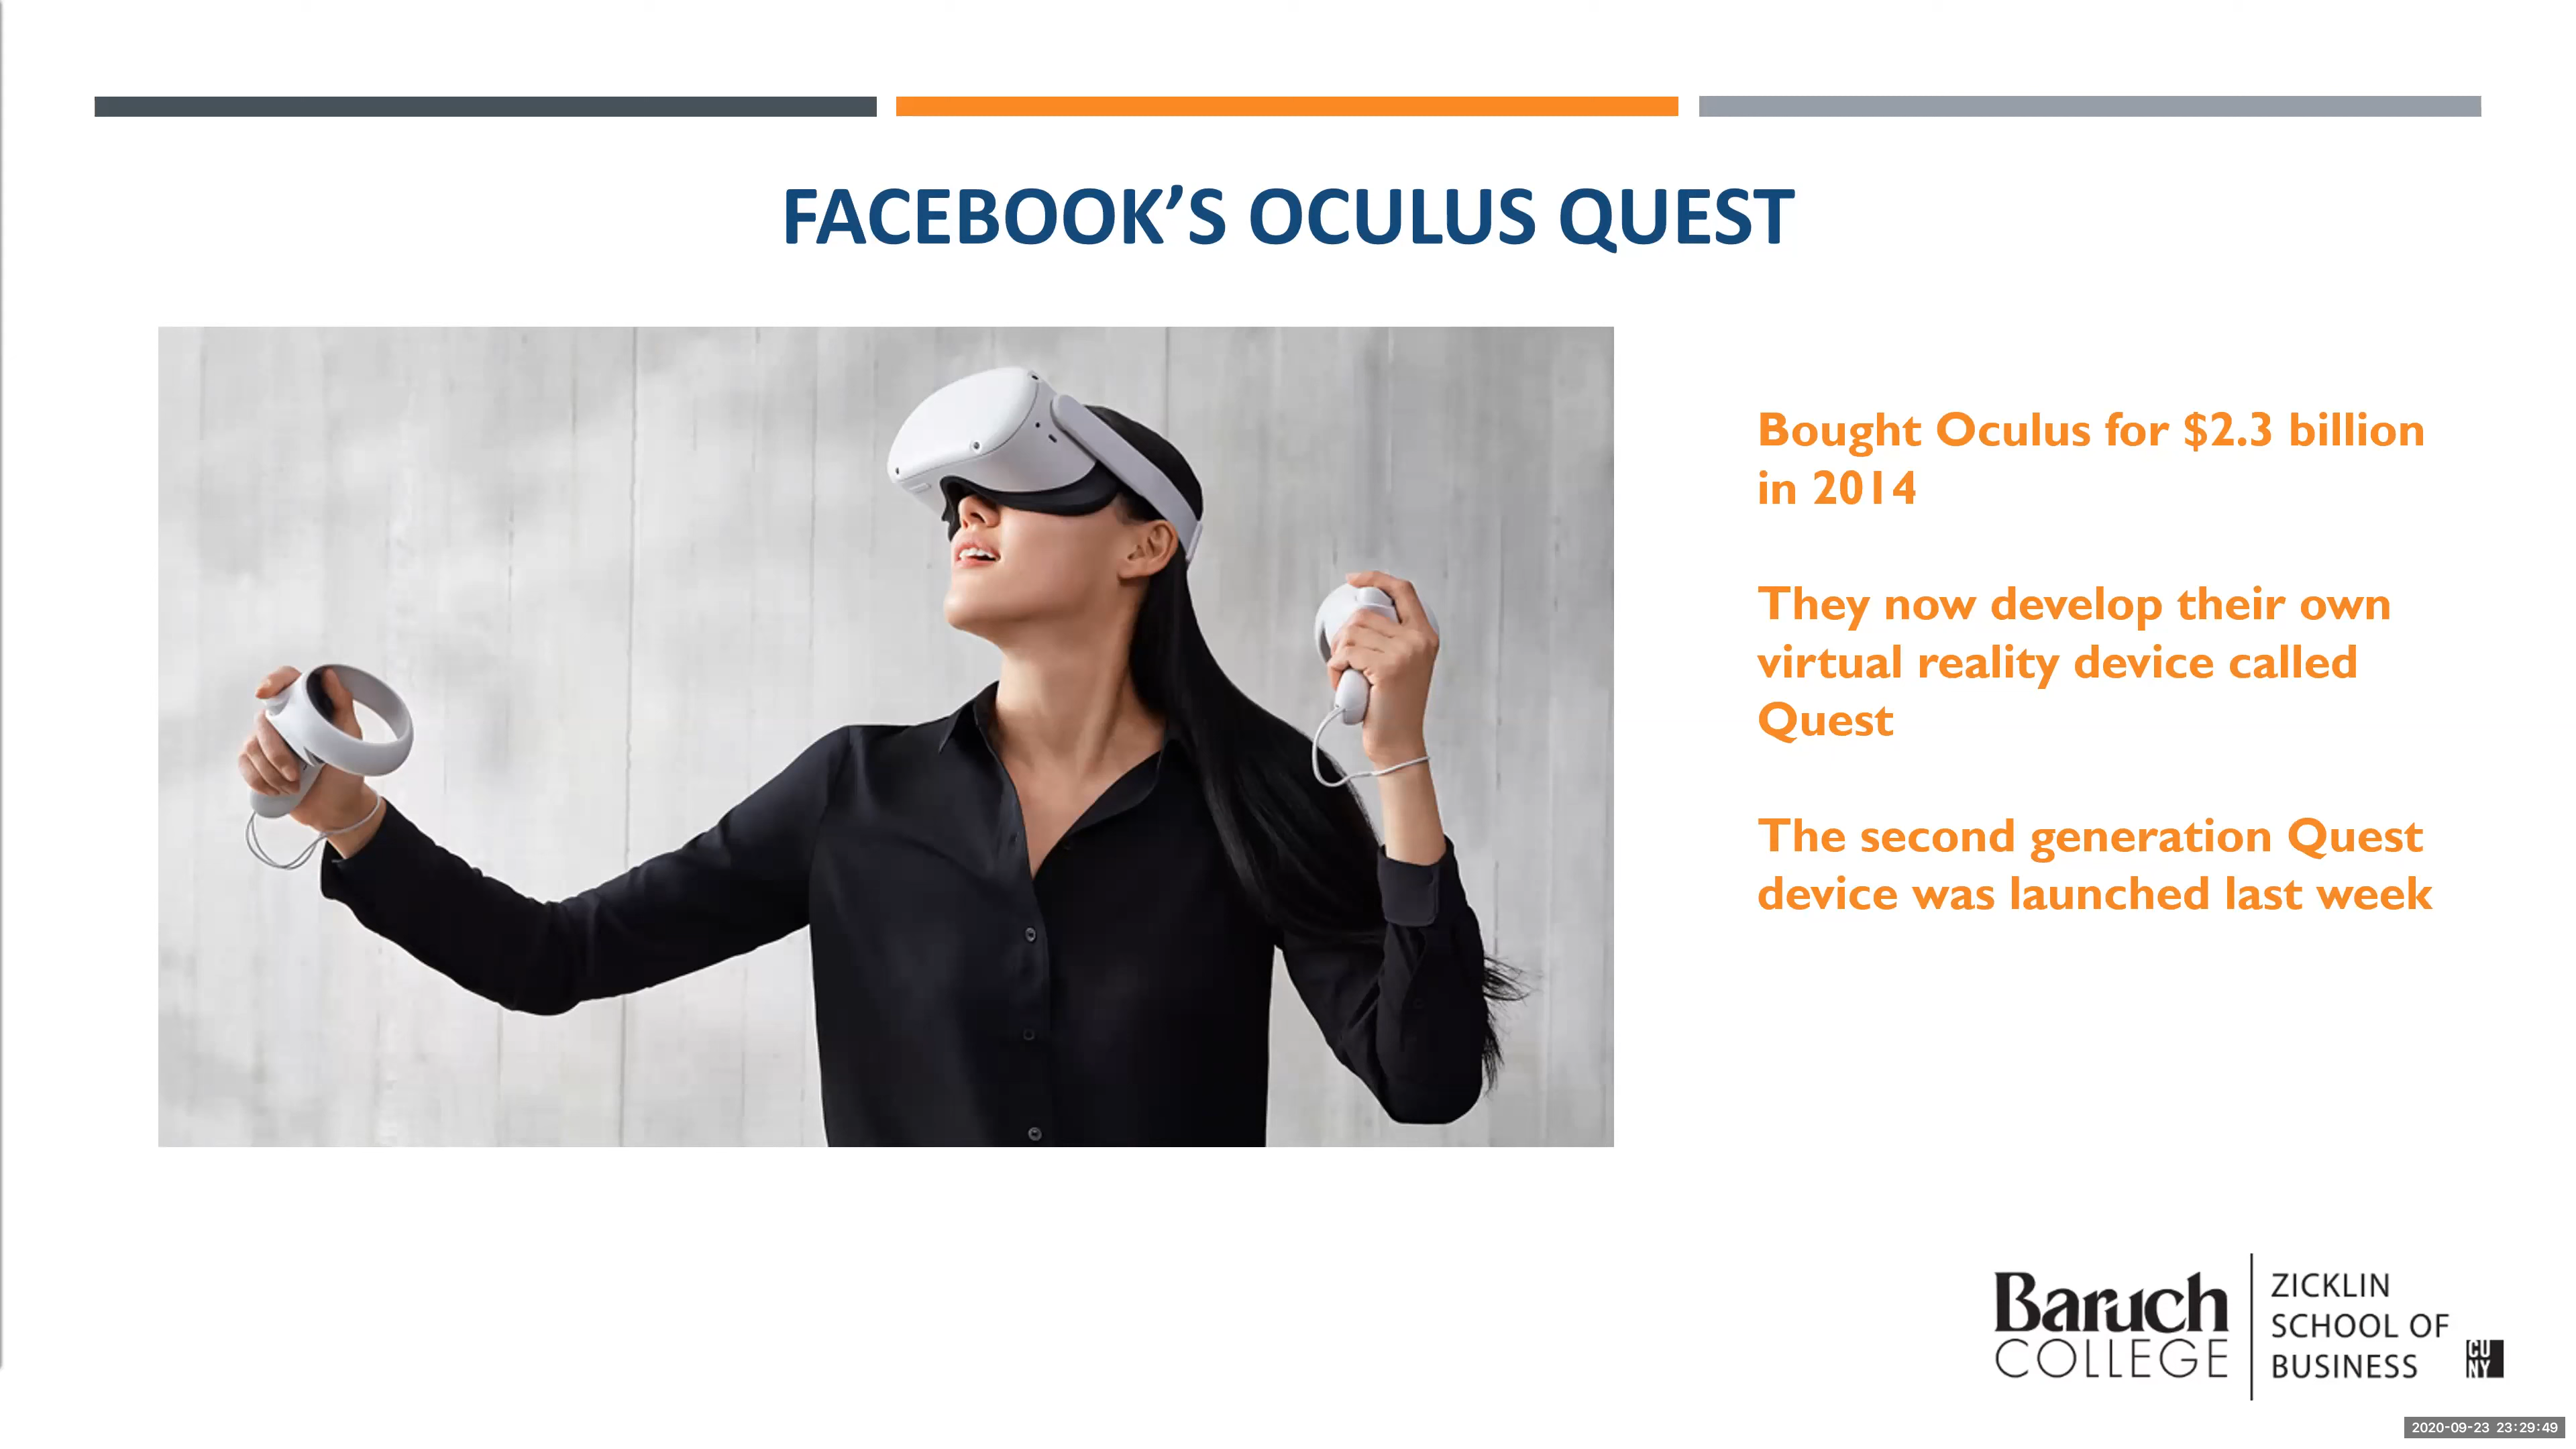 FACEBOOK’S OCULUS QUEST
Bought Oculus for $2.3 billion
in 2014
They now develop their own
virtual reality device called
Quest
The second generation Quest
device was launched last week
Baruch
COLLEGE
ZICKLIN
SCHOOL OF
BUSINESS
CU
NY
2020-09-23 23:29:49